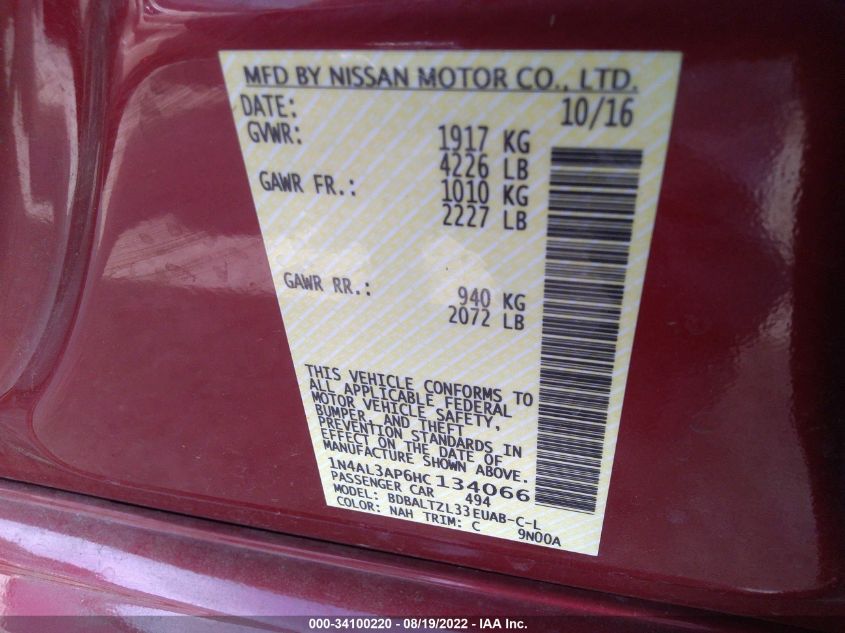 MFD BY NISSAN MOTOR CO., LTD.
DATE: 10/16
GVWR: 1917 KG
4226 LB
GAWR FR.: 1010 KG
2227 LB
GAWR RR.: 940 KG
2072 LB
THIS VEHICLE CONFORMS TO
ALL APPLICABLE FEDERAL
MOTOR VEHICLE SAFETY,
BUMPER, AND THEFT
PREVENTION STANDARDS IN
EFFECT ON THE DATE OF
MANUFACTURE SHOWN ABOVE.
1N4AL3AP6HC 134066
PASSENGER CAR 494
MODEL: BDBALTZL33EUAB-C-L
COLOR: NAH TRIM: C 9N00A
000-34100220 - 08/19/2022 - IAA Inc.